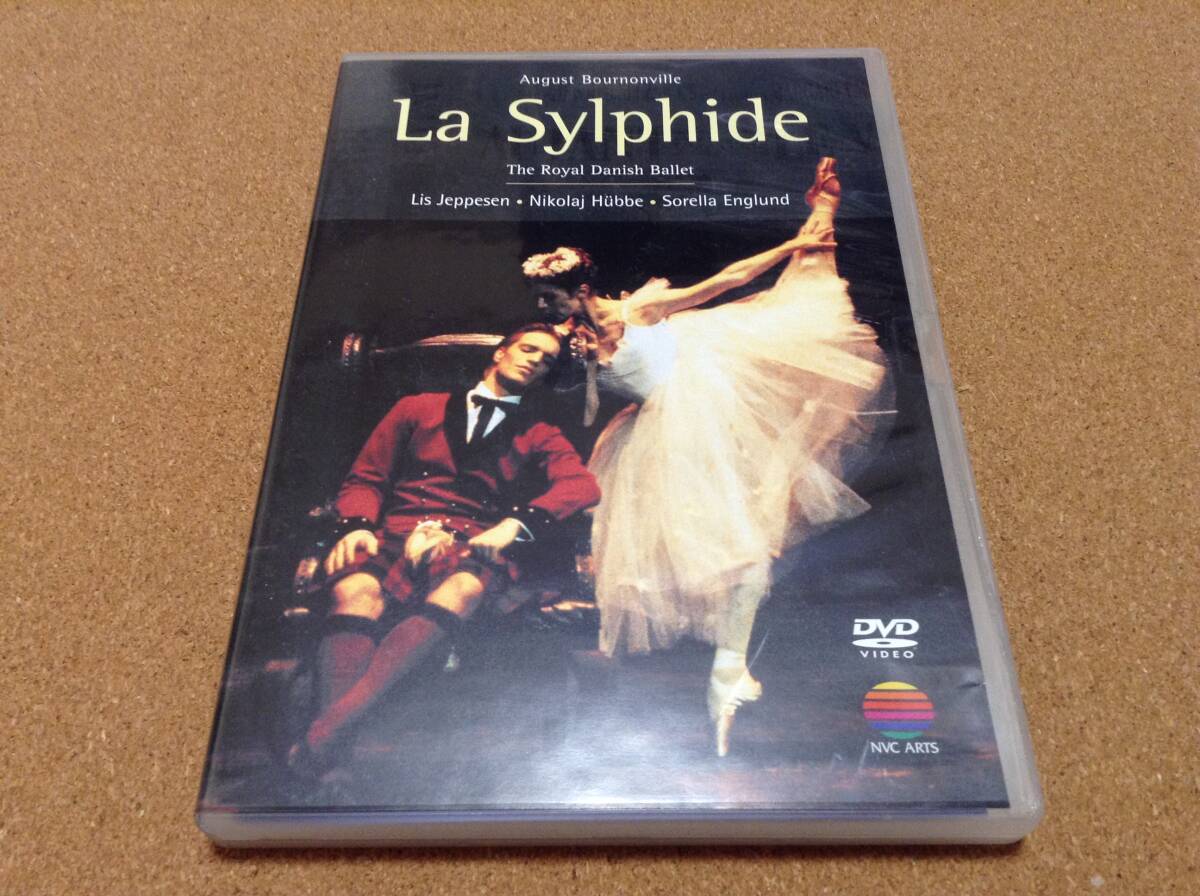 August Bournonville
La Sylphide
The Royal Danish Ballet
Lis Jeppesen • Nikolaj Hübbe • Sorella Englund
DVD
VIDEO
NVC ARTS